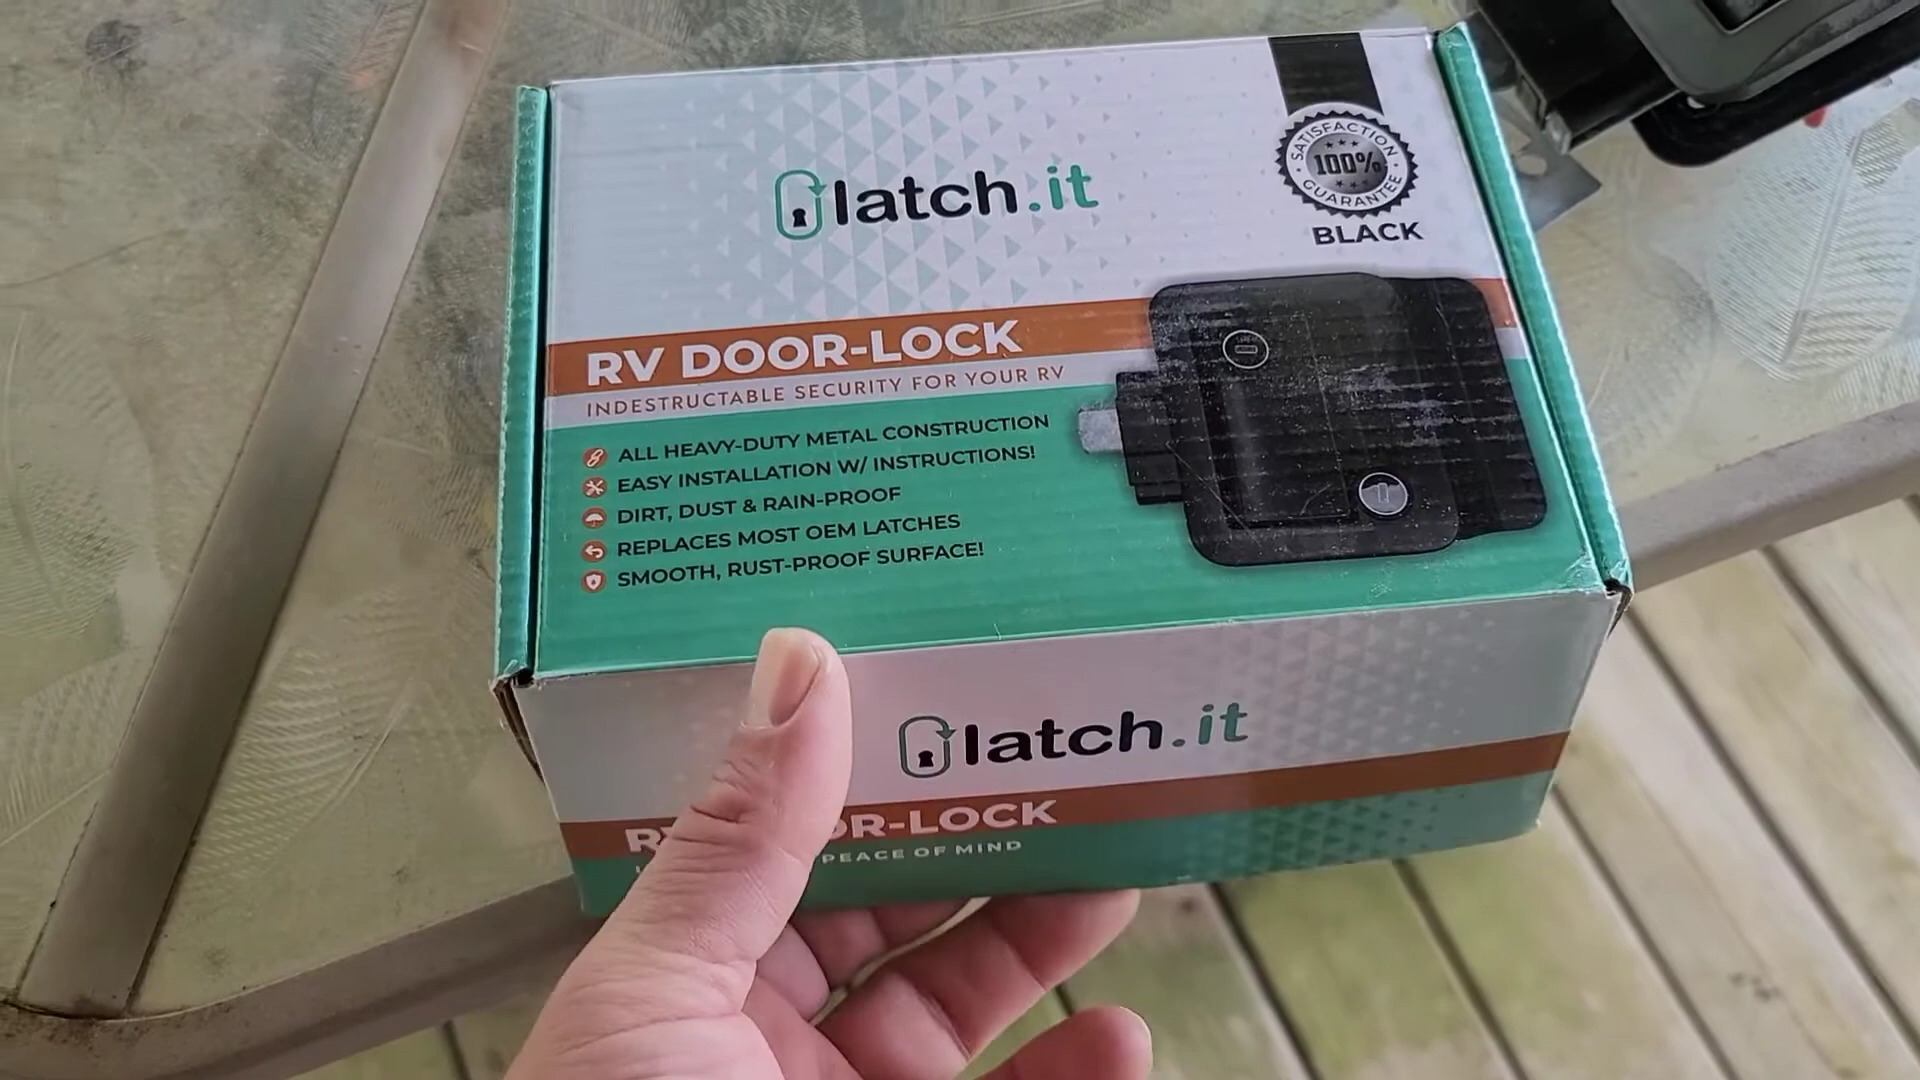 latch.it
SATISFACTION
100%
GUARANTEE
BLACK
RV DOOR-LOCK
INDESTRUCTABLE SECURITY FOR YOUR RV
ALL HEAVY-DUTY METAL CONSTRUCTION
EASY INSTALLATION W/ INSTRUCTIONS!
DIRT, DUST & RAIN-PROOF
REPLACES MOST OEM LATCHES
SMOOTH, RUST-PROOF SURFACE!
latch.it
OR-LOCK
PEACE OF MIND